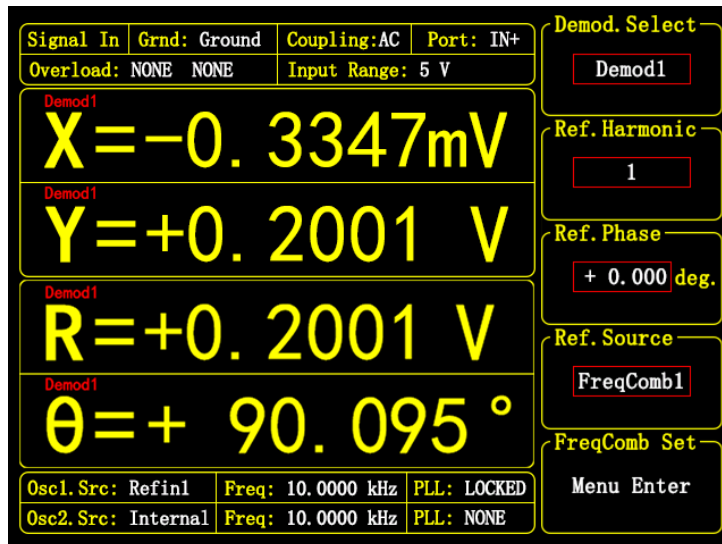 Signal In Grnd: Ground Coupling:AC Port: IN+
Overload: NONE NONE Input Range: 5 V
Demod1
X=-0.3347mV
Demod1
Y=+0.2001 V
Demod1
R=+0.2001 V
Demod1
θ=+ 90.095°
Osc1.Src: Refin1 Freq: 10.0000 kHz PLL: LOCKED
Osc2.Src: Internal Freq: 10.0000 kHz PLL: NONE
Demod.Select
Demod1
Ref.Harmonic
1
Ref.Phase
+ 0.000 deg.
Ref.Source
FreqComb1
FreqComb Set
Menu Enter